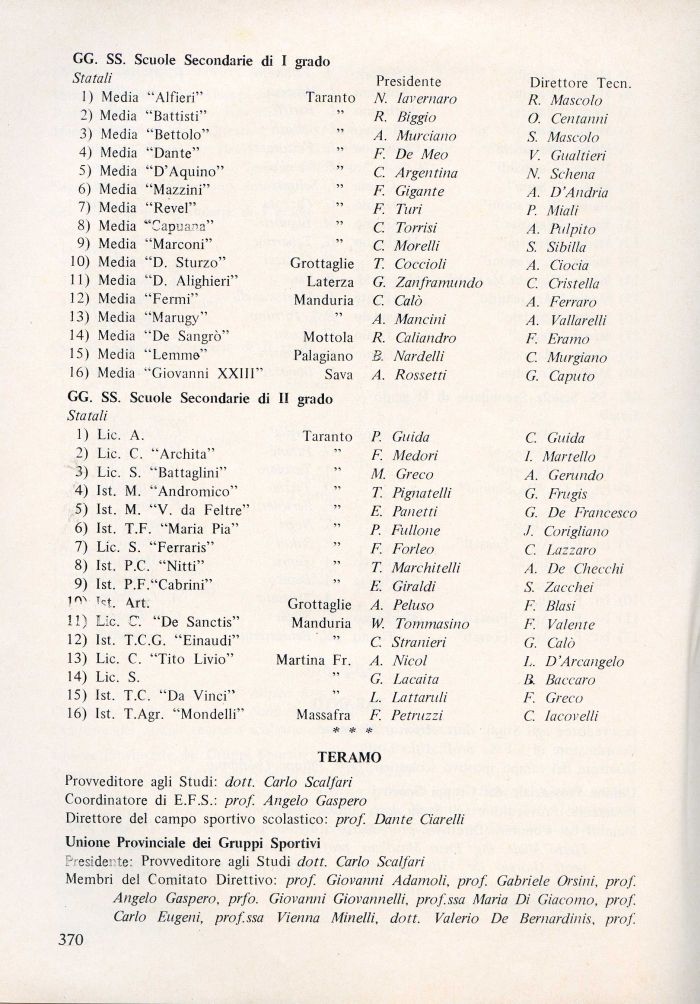 GG. SS. Scuole Secondarie di I grado
Statali Presidente Direttore Tecn.
1) Media "Alfieri" Taranto N. Iavernaro R. Mascolo
2) Media "Battisti" " R. Biggio O. Centanni
3) Media "Bettolo" " A. Murciano S. Mascolo
4) Media "Dante" " F. De Meo V. Gualtieri
5) Media "D'Aquino" " C. Argentina N. Schena
6) Media "Mazzini" " F. Gigante A. D'Andria
7) Media "Revel" " F. Turi P. Miali
8) Media "Capuana" " C. Torrisi A. Pulpito
9) Media "Marconi" " C. Morelli S. Sibilla
10) Media "D. Sturzo" Grottaglie T. Coccioli A. Ciocia
11) Media "D. Alighieri" Laterza G. Zanframundo C. Cristella
12) Media "Fermi" Manduria C. Calò A. Ferraro
13) Media "Marugy" " A. Mancini A. Vallarelli
14) Media "De Sangrò" Mottola R. Caliandro F. Eramo
15) Media "Lemme" Palagiano B. Nardelli C. Murgiano
16) Media "Giovanni XXIII" Sava A. Rossetti G. Caputo
GG. SS. Scuole Secondarie di II grado
Statali
1) Lic. A. Taranto P. Guida C. Guida
2) Lic. C. "Archita" " F. Medori I. Martello
3) Lic. S. "Battaglini" " M. Greco A. Gerundo
4) Ist. M. "Andromico" " T. Pignatelli G. Frugis
5) Ist. M. "V. da Feltre" " E. Panetti G. De Francesco
6) Ist. T.F. "Maria Pia" " P. Fullone J. Corigliano
7) Lic. S. "Ferraris" " F. Forleo C. Lazzaro
8) Ist. P.C. "Nitti" " T. Marchitelli A. De Checchi
9) Ist. P.F."Cabrini" " E. Giraldi S. Zacchei
10) Ist. Art. Grottaglie A. Peluso F. Blasi
11) Lic. C. "De Sanctis" Manduria W. Tommasino F. Valente
12) Ist. T.C.G. "Einaudi" " C. Stranieri G. Calò
13) Lic. C. "Tito Livio" Martina Fr. A. Nicol L. D'Arcangelo
14) Lic. S. " G. Lacaita B. Baccaro
15) Ist. T.C. "Da Vinci" " L. Lattaruli F. Greco
16) Ist. T.Agr. "Mondelli" Massafra F. Petruzzi C. Iacovelli
* * *
TERAMO
Provveditore agli Studi: dott. Carlo Scalfari
Coordinatore di E.F.S.: prof. Angelo Gaspero
Direttore del campo sportivo scolastico: prof. Dante Ciarelli
Unione Provinciale dei Gruppi Sportivi
Presidente: Provveditore agli Studi dott. Carlo Scalfari
Membri del Comitato Direttivo: prof. Giovanni Adamoli, prof. Gabriele Orsini, prof.
Angelo Gaspero, prfo. Giovanni Giovannelli, prof.ssa Maria Di Giacomo, prof.
Carlo Eugeni, prof.ssa Vienna Minelli, dott. Valerio De Bernardinis, prof.
370